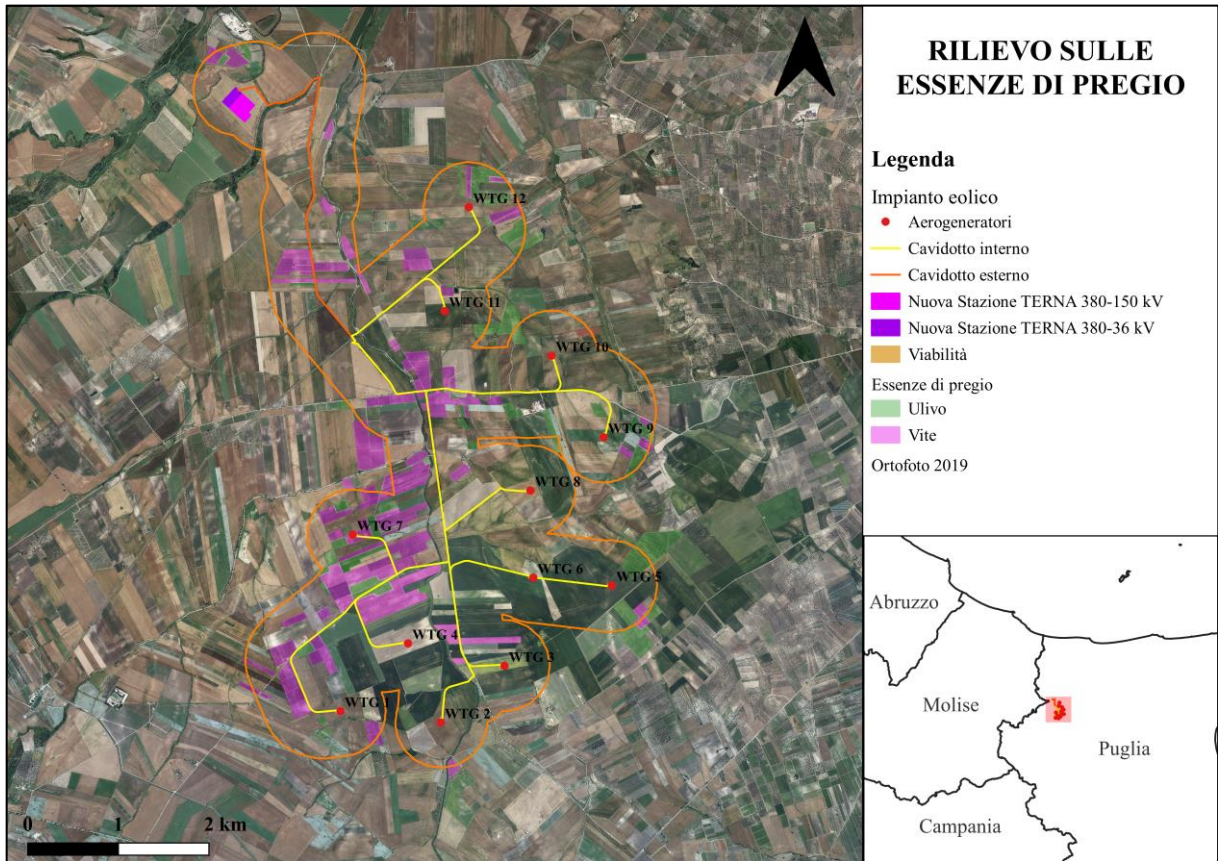 RILIEVO SULLE
ESSENZE DI PREGIO
Legenda
Impianto eolico
Aerogeneratori
Cavidotto interno
Cavidotto esterno
Nuova Stazione TERNA 380-150 kV
Nuova Stazione TERNA 380-36 kV
Viabilità
Essenze di pregio
Ulivo
Vite
Ortofoto 2019
WTG 12
WTG 11
WTG 10
WTG 9
WTG 8
WTG 7
WTG 6
WTG 5
WTG 4
WTG 3
WTG 1
WTG 2
0 1 2 km
Abruzzo
Molise
Puglia
Campania